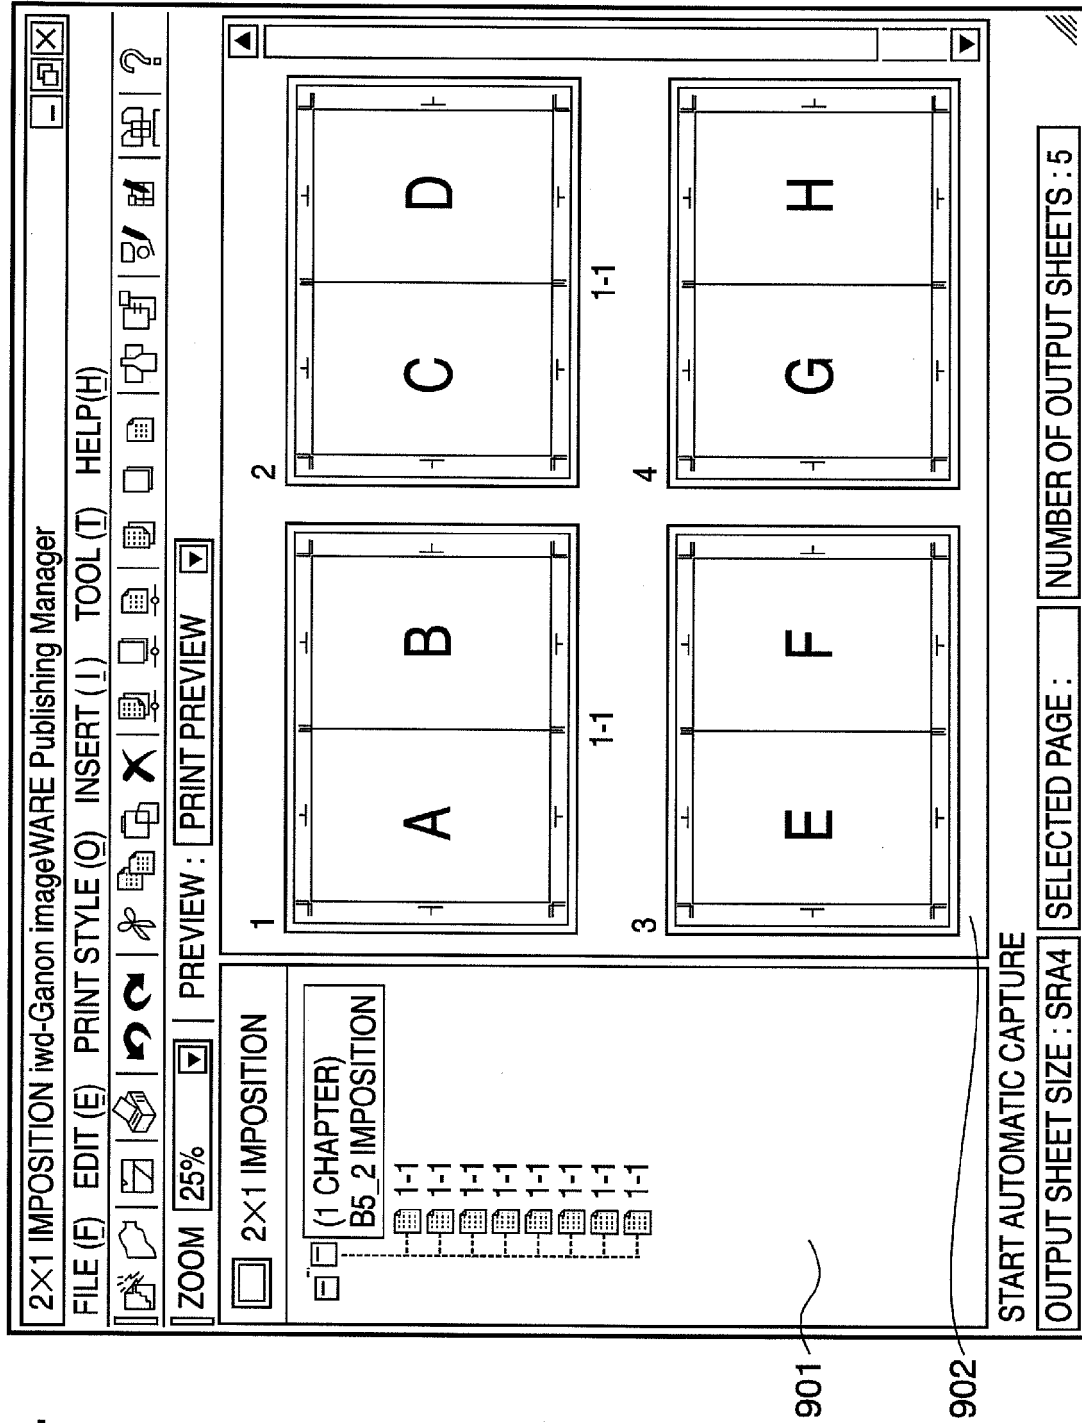 2×1 IMPOSITION iwd-Ganon imageWARE Publishing Manager
FILE (F) EDIT (E) PRINT STYLE (O) INSERT (I) TOOL (T) HELP(H)
ZOOM 25% PREVIEW : PRINT PREVIEW
2×1 IMPOSITION
(1 CHAPTER)
B5_2 IMPOSITION
1-1
1-1
1-1
1-1
1-1
1-1
1-1
1-1
1
A B
1-1
2
C D
1-1
3
E F
4
G H
START AUTOMATIC CAPTURE
OUTPUT SHEET SIZE : SRA4 SELECTED PAGE : NUMBER OF OUTPUT SHEETS : 5
901
902